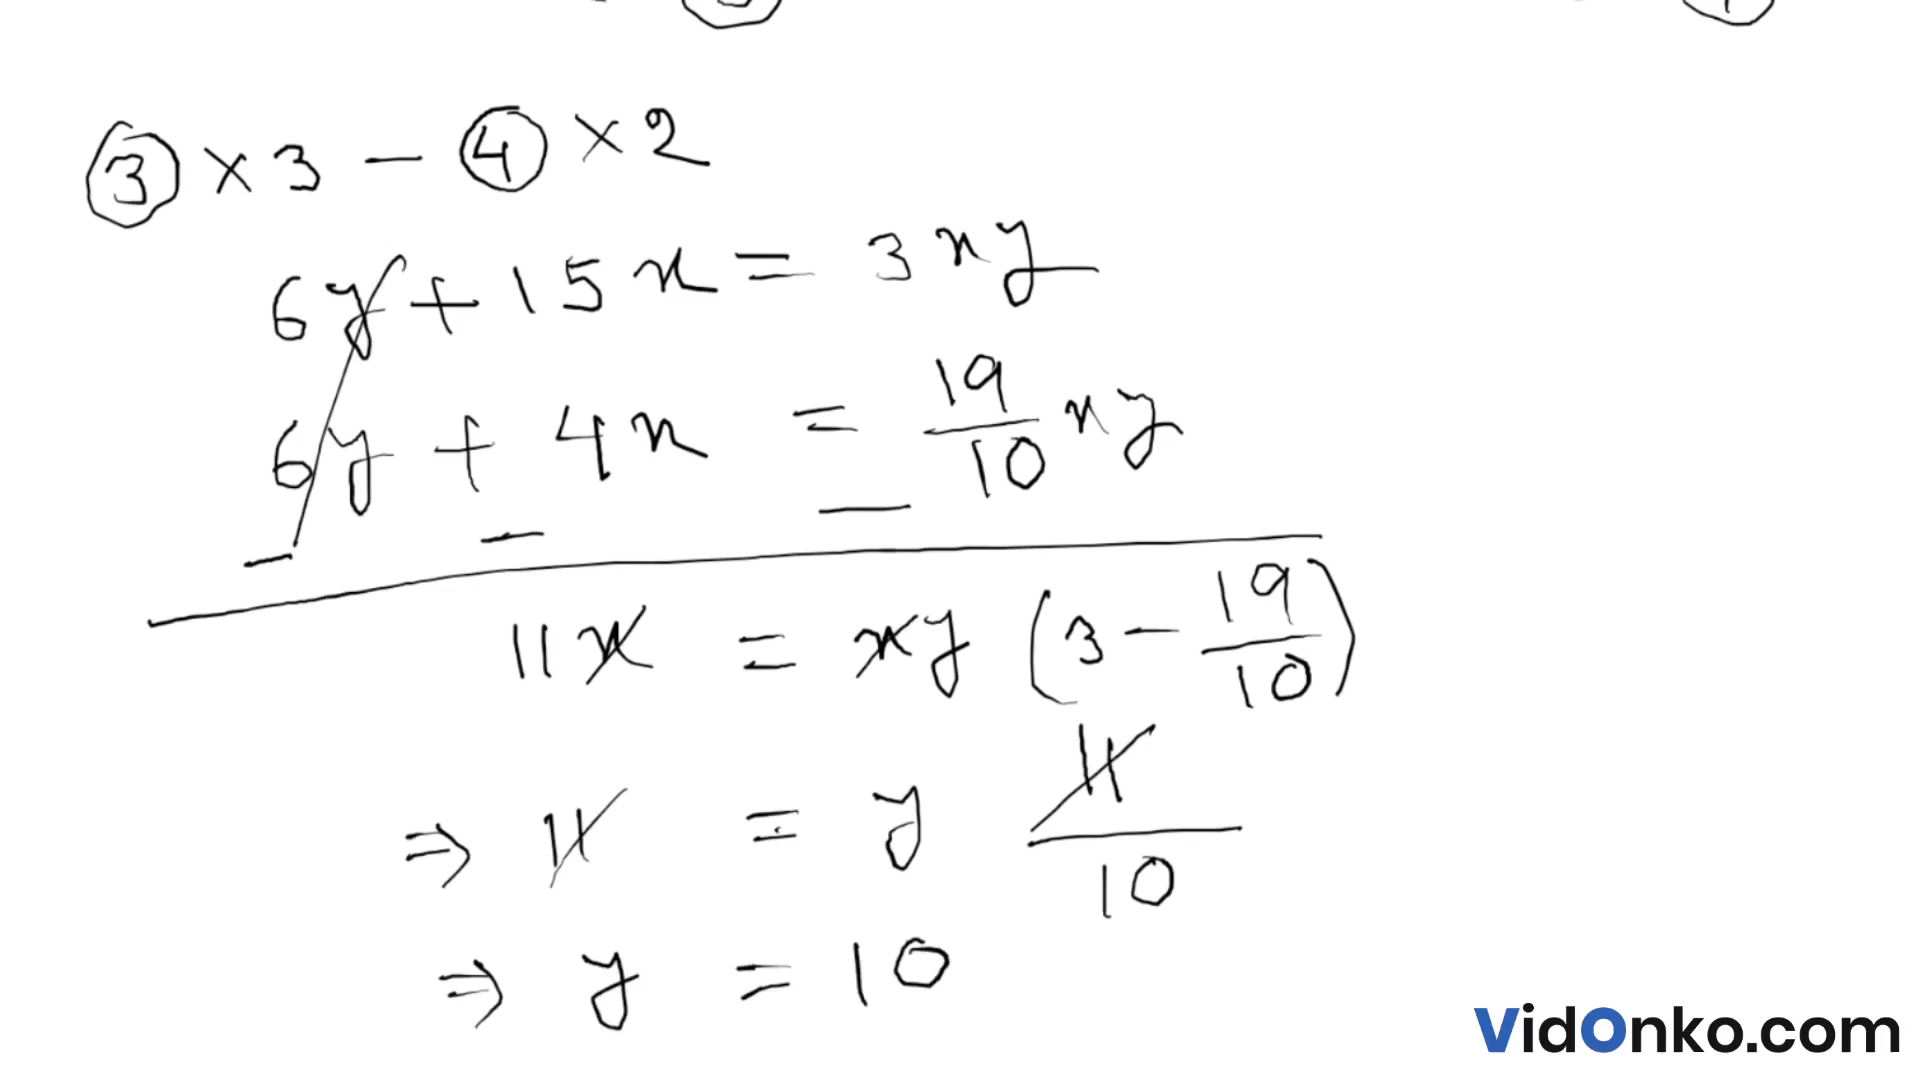 ③ × 3 − ④ × 2
6y + 15x = 3xy
6y + 4x = 19/10 xy
− − −
11x = xy (3 − 19/10)
⇒ 11 = y 11/10
⇒ y = 10
VidOnko.com